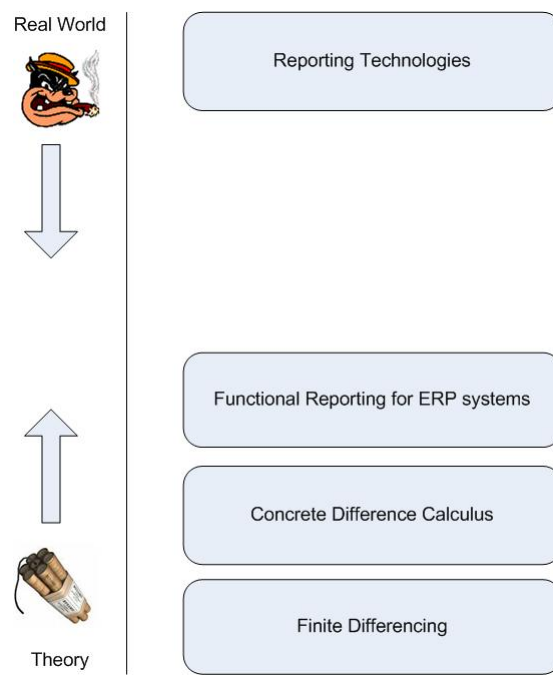 Real World
Reporting Technologies
Functional Reporting for ERP systems
Concrete Difference Calculus
Finite Differencing
Theory